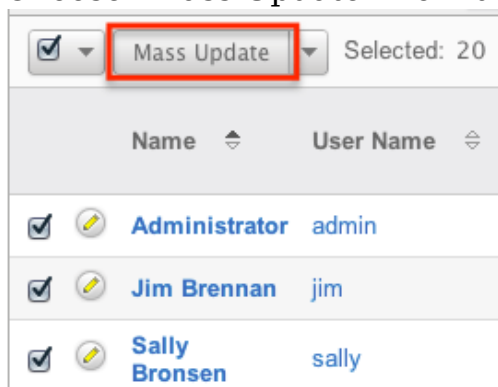 Mass Update Selected: 20
Name User Name
Administrator admin
Jim Brennan jim
Sally
Bronsen sally